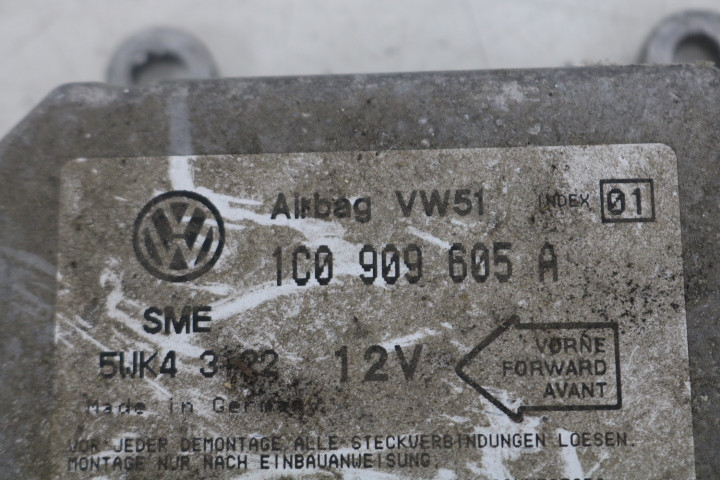 Airbag VW51 INDEX 01
1C0 909 605 A
SME
5WK4 12V
VORNE
FORWARD
AVANT
Made in Germany
VOR JEDER DEMONTAGE ALLE STECKVERBINDUNGEN LOESEN.
MONTAGE NUR NACH EINBAUANWEISUNG.